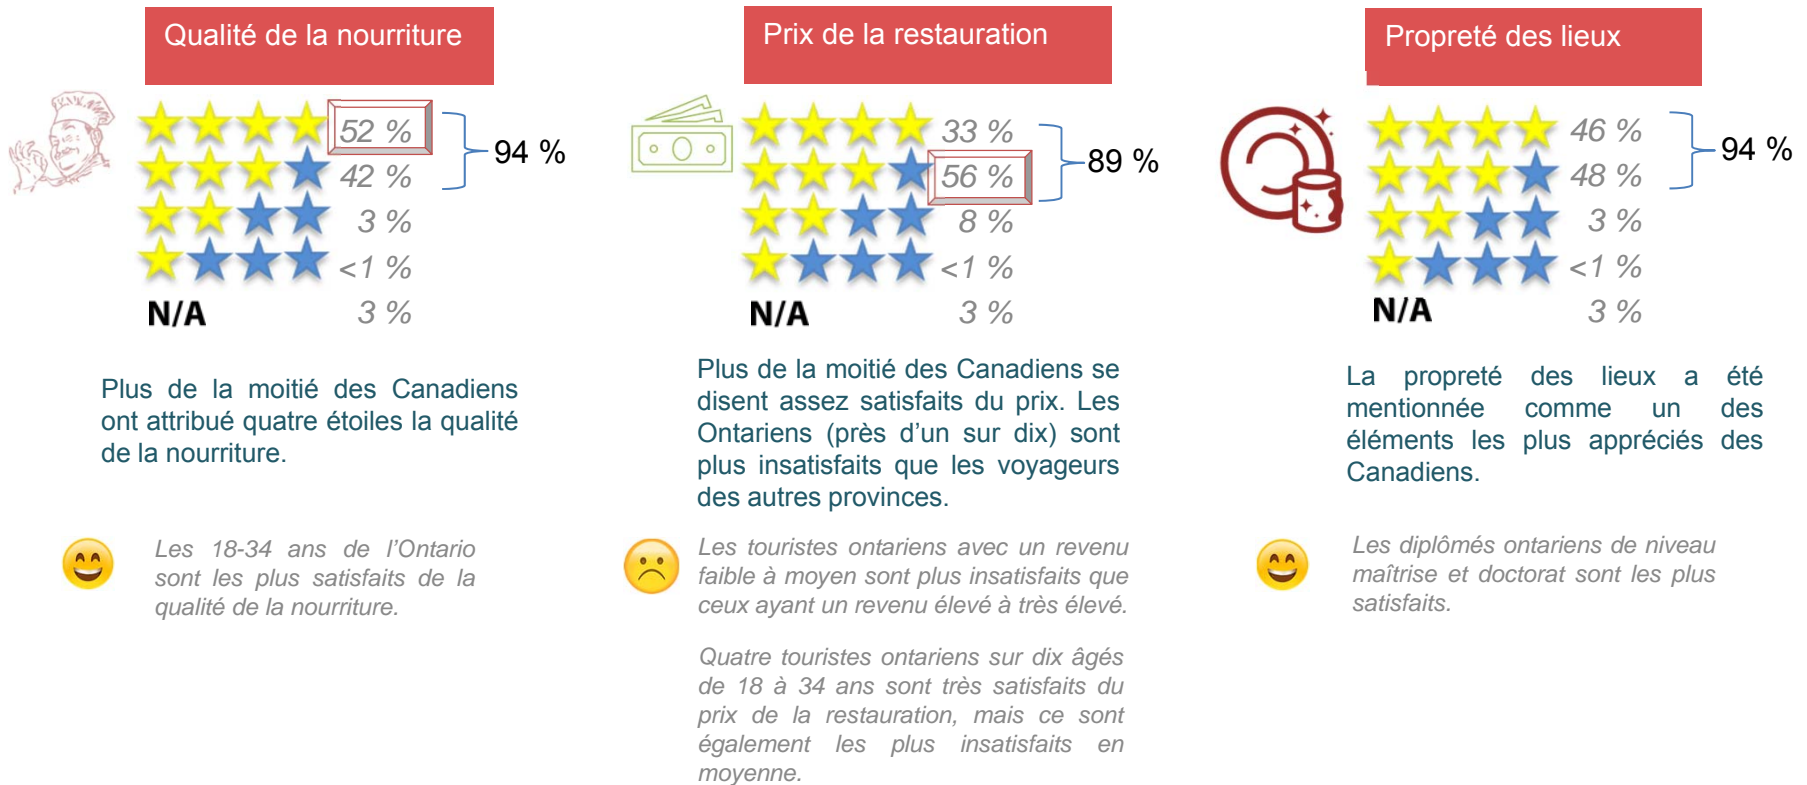 Qualité de la nourriture
52 %
42 %
94 %
3 %
<1 %
N/A 3 %
Plus de la moitié des Canadiens
ont attribué quatre étoiles la qualité
de la nourriture.
Les 18-34 ans de l'Ontario
sont les plus satisfaits de la
qualité de la nourriture.
Prix de la restauration
33 %
56 %
89 %
8 %
<1 %
N/A 3 %
Plus de la moitié des Canadiens se
disent assez satisfaits du prix. Les
Ontariens (près d'un sur dix) sont
plus insatisfaits que les voyageurs
des autres provinces.
Les touristes ontariens avec un revenu
faible à moyen sont plus insatisfaits que
ceux ayant un revenu élevé à très élevé.
Quatre touristes ontariens sur dix âgés
de 18 à 34 ans sont très satisfaits du
prix de la restauration, mais ce sont
également les plus insatisfaits en
moyenne.
Propreté des lieux
46 %
48 %
94 %
3 %
<1 %
N/A 3 %
La propreté des lieux a été
mentionnée comme un des
éléments les plus appréciés des
Canadiens.
Les diplômés ontariens de niveau
maîtrise et doctorat sont les plus
satisfaits.